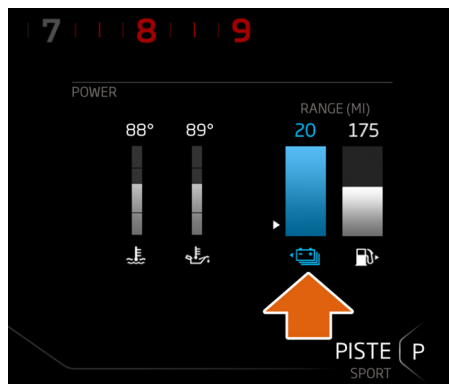 7 8 9
POWER
RANGE (MI)
88° 89° 20 175
PISTE P
SPORT